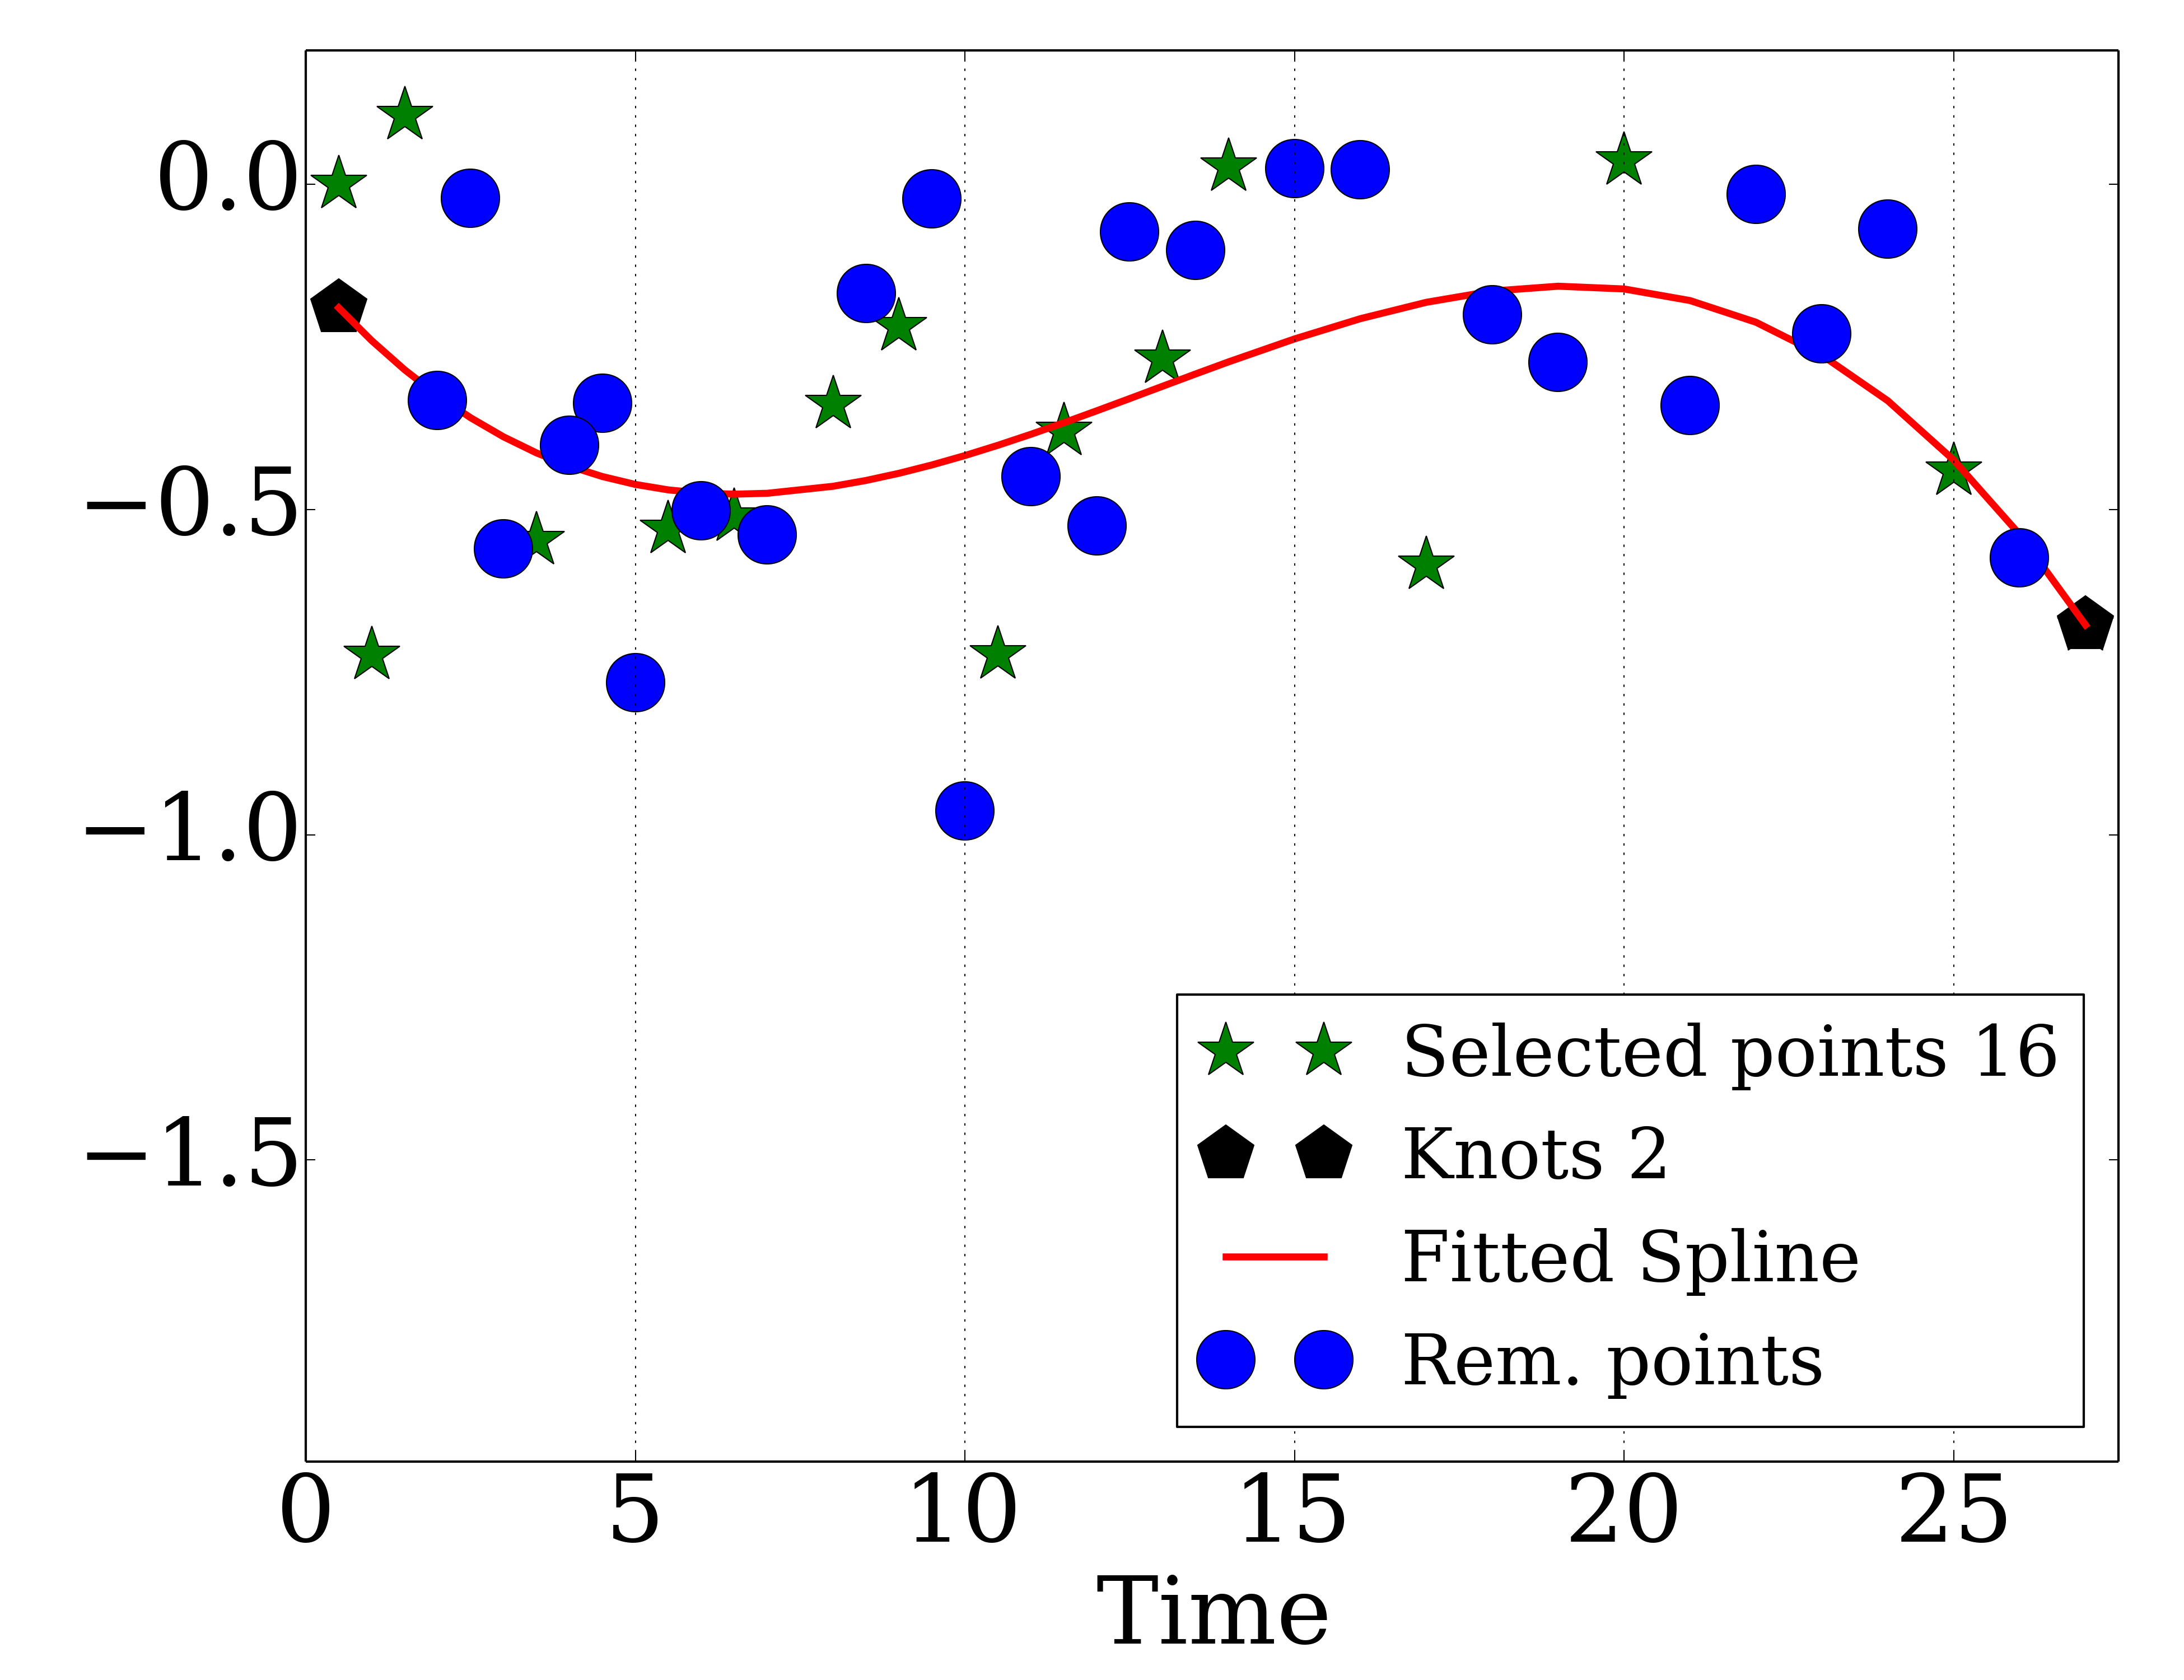 0.0
−0.5
−1.0
−1.5
0 5 10 15 20 25
Time
Selected points 16
Knots 2
Fitted Spline
Rem. points